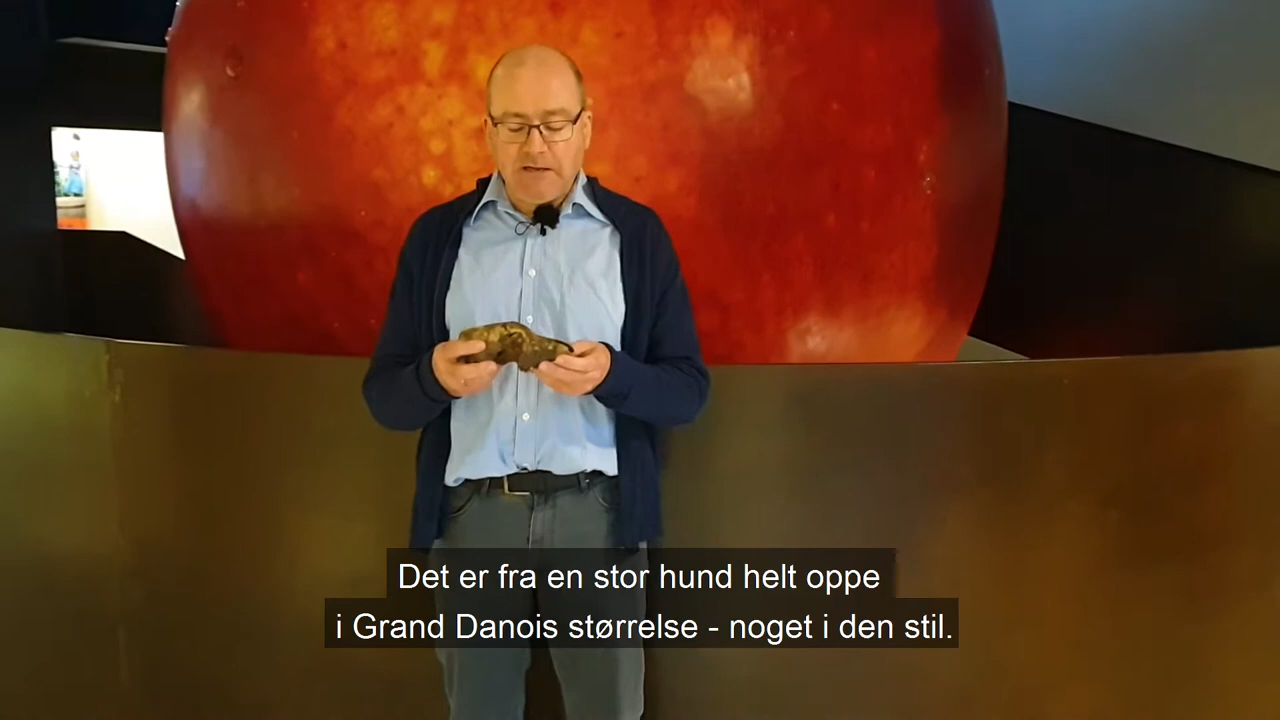 Det er fra en stor hund helt oppe
i Grand Danois størrelse - noget i den stil.